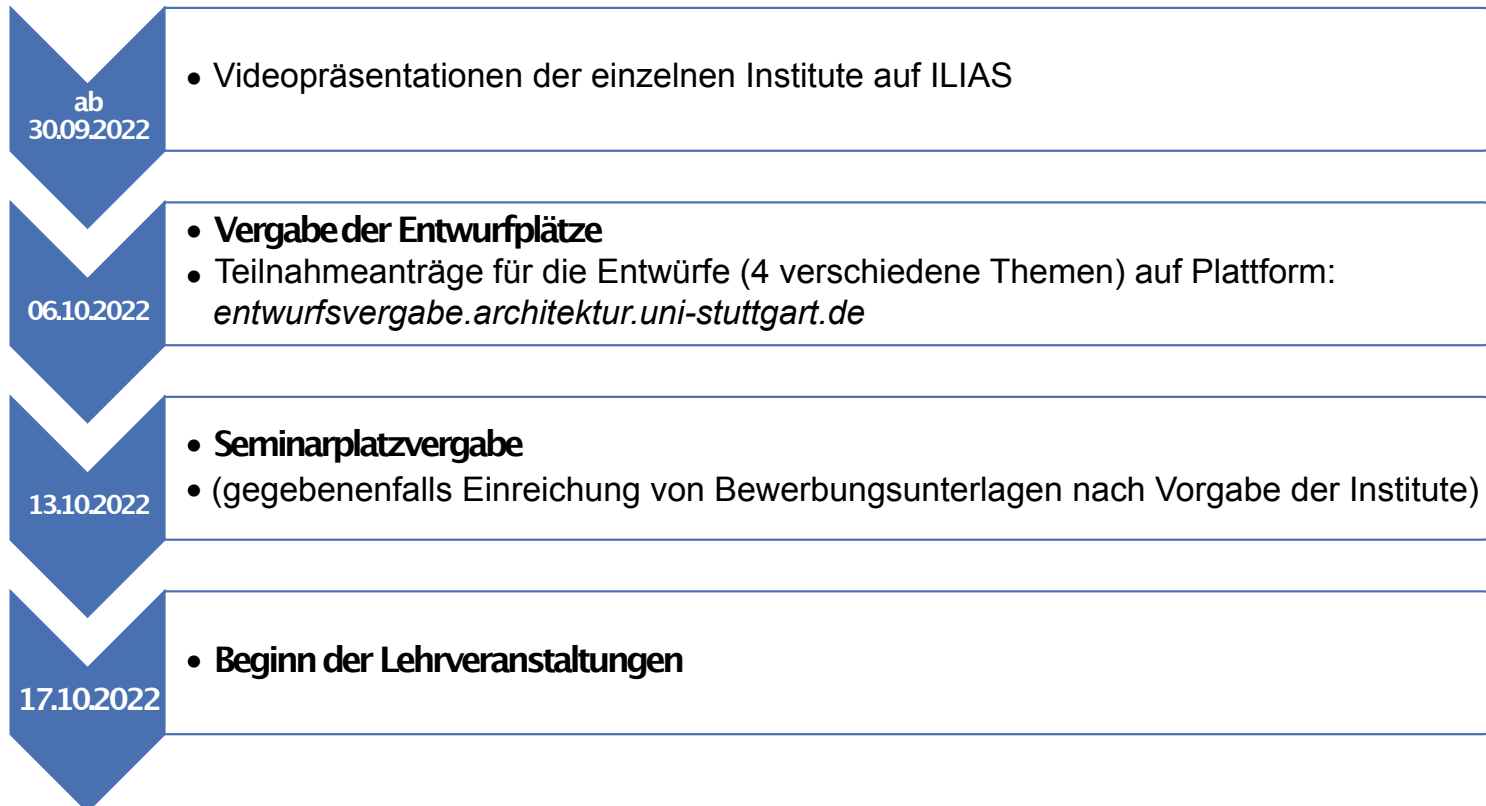 ab
30.09.2022
• Videopräsentationen der einzelnen Institute auf ILIAS
06.10.2022
• Vergabe der Entwurfplätze
• Teilnahmeanträge für die Entwürfe (4 verschiedene Themen) auf Plattform:
entwurfsvergabe.architektur.uni-stuttgart.de
13.10.2022
• Seminarplatzvergabe
• (gegebenenfalls Einreichung von Bewerbungsunterlagen nach Vorgabe der Institute)
17.10.2022
• Beginn der Lehrveranstaltungen